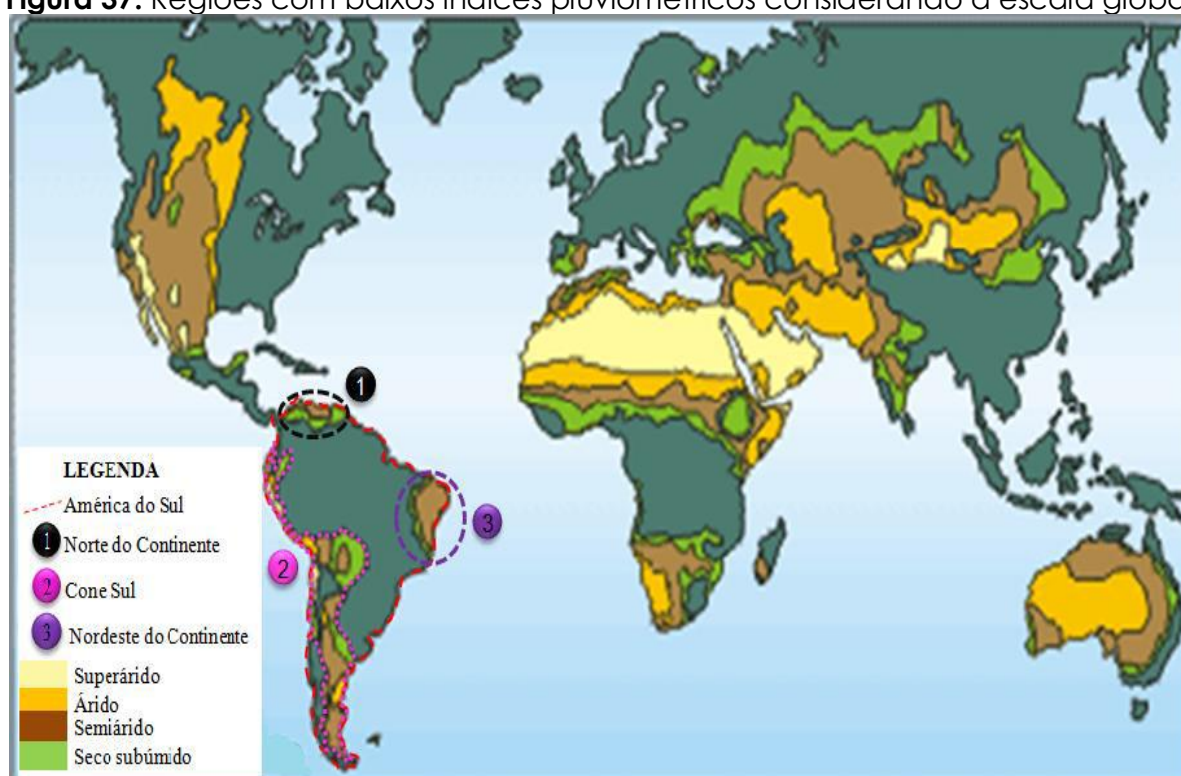 Figura 37. Regiões com baixos índices pluviométricos considerando a escala globa
1
3
2
LEGENDA
América do Sul
1 Norte do Continente
2 Cone Sul
3 Nordeste do Continente
Superárido
Árido
Semiárido
Seco subúmido